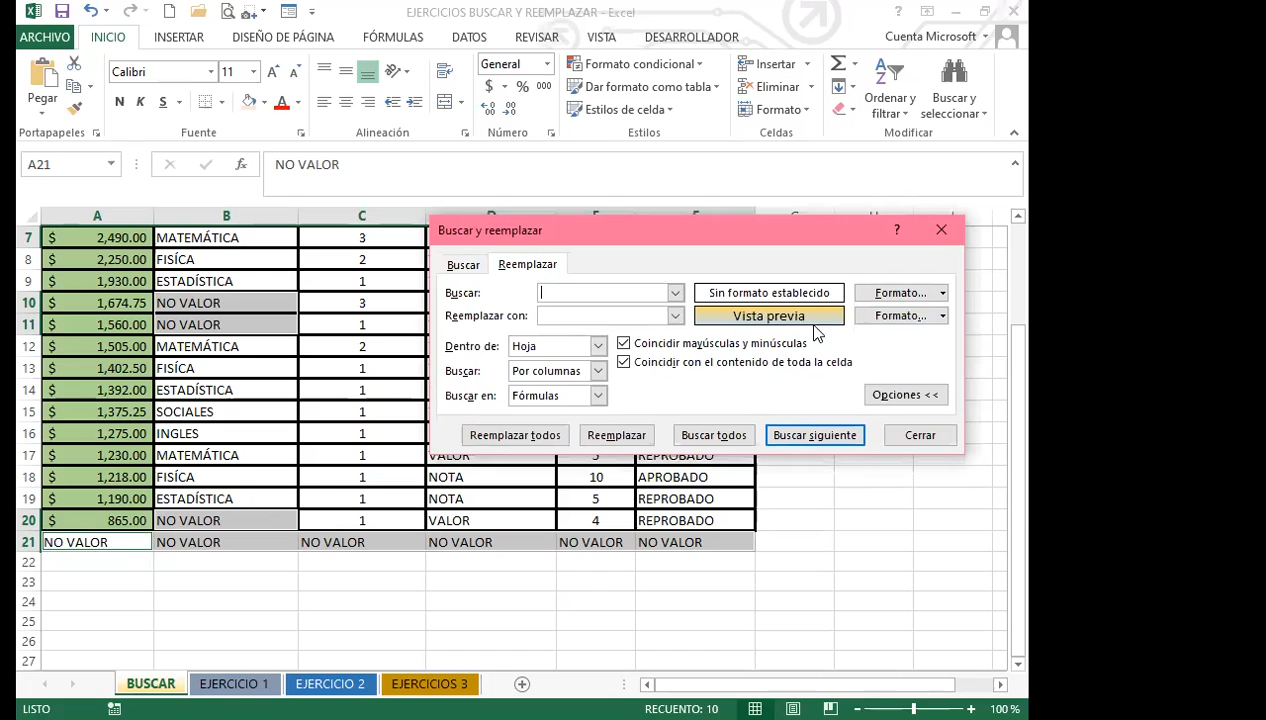 EJERCICIOS BUSCAR Y REEMPLAZAR - Excel
ARCHIVO INICIO INSERTAR DISEÑO DE PÁGINA FÓRMULAS DATOS REVISAR VISTA DESARROLLADOR Cuenta Microsoft
Calibri 11 General Formato condicional Insertar
Dar formato como tabla Eliminar
Pegar N K S $ % 000 Estilos de celda Formato Ordenar y filtrar Buscar y seleccionar
Portapapeles Fuente Alineación Número Estilos Celdas Modificar
A21 fx NO VALOR
A B C
7 $ 2,490.00 MATEMÁTICA 3
8 $ 2,250.00 FISÍCA 2
9 $ 1,930.00 ESTADÍSTICA 1
10 $ 1,674.75 NO VALOR 3
11 $ 1,560.00 NO VALOR 1
12 $ 1,505.00 MATEMÁTICA 2
13 $ 1,402.50 FISÍCA 1
14 $ 1,392.00 ESTADÍSTICA 1
15 $ 1,375.25 SOCIALES 1
16 $ 1,275.00 INGLES 1
17 $ 1,230.00 MATEMÁTICA 1 VALOR 5 REPROBADO
18 $ 1,218.00 FISÍCA 1 NOTA 10 APROBADO
19 $ 1,190.00 ESTADÍSTICA 1 NOTA 5 REPROBADO
20 $ 865.00 NO VALOR 1 VALOR 4 REPROBADO
21 NO VALOR NO VALOR NO VALOR NO VALOR NO VALOR NO VALOR
22
23
24
25
26
27
Buscar y reemplazar ?
Buscar Reemplazar
Buscar: Sin formato establecido Formato...
Reemplazar con: Vista previa Formato...
Dentro de: Hoja Coincidir mayúsculas y minúsculas
Coincidir con el contenido de toda la celda
Buscar: Por columnas
Buscar en: Fórmulas Opciones <<
Reemplazar todos Reemplazar Buscar todos Buscar siguiente Cerrar
BUSCAR EJERCICIO 1 EJERCICIO 2 EJERCICIOS 3
LISTO RECUENTO: 10 100 %